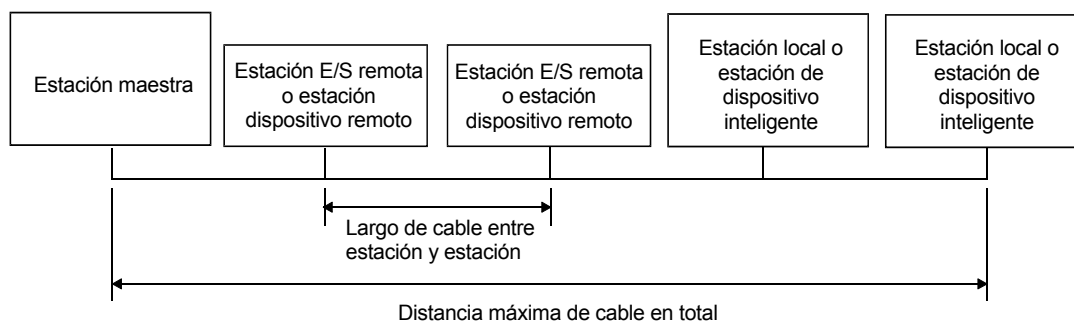 Estación maestra
Estación E/S remota
o estación
dispositivo remoto
Estación E/S remota
o estación
dispositivo remoto
Estación local o
estación de
dispositivo
inteligente
Estación local o
estación de
dispositivo
inteligente
Largo de cable entre
estación y estación
Distancia máxima de cable en total